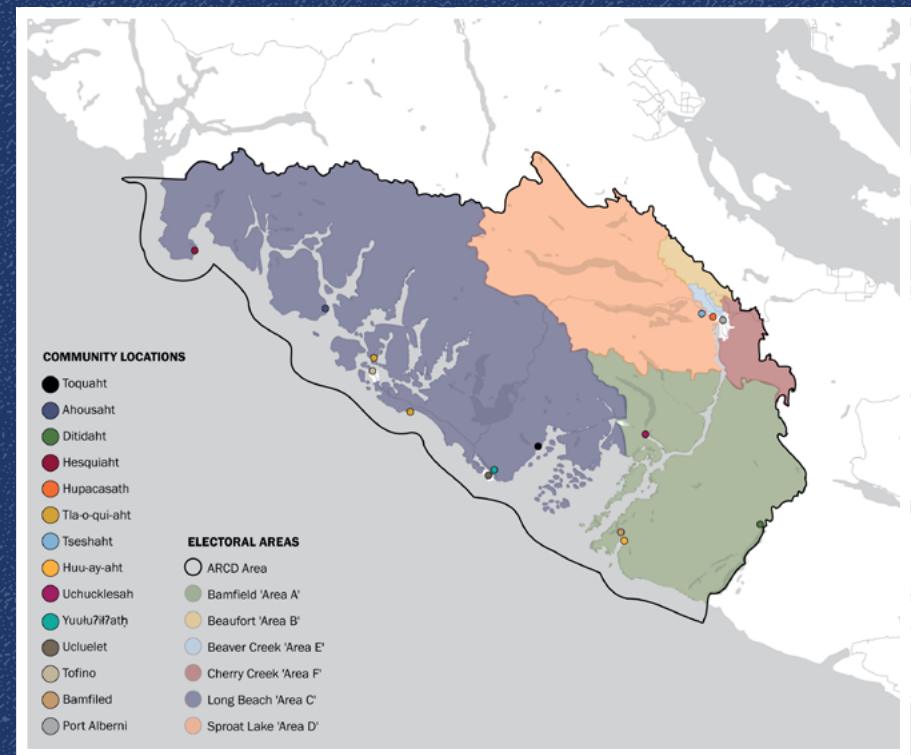 COMMUNITY LOCATIONS
Toquaht
Ahousaht
Ditidaht
Hesquiaht
Hupacasath
Tla-o-qui-aht
Tseshaht
Huu-ay-aht
Uchucklesah
Yuułuʔiłʔatḥ
Ucluelet
Tofino
Bamfiled
Port Alberni
ELECTORAL AREAS
ARCD Area
Bamfield 'Area A'
Beaufort 'Area B'
Beaver Creek 'Area E'
Cherry Creek 'Area F'
Long Beach 'Area C'
Sproat Lake 'Area D'